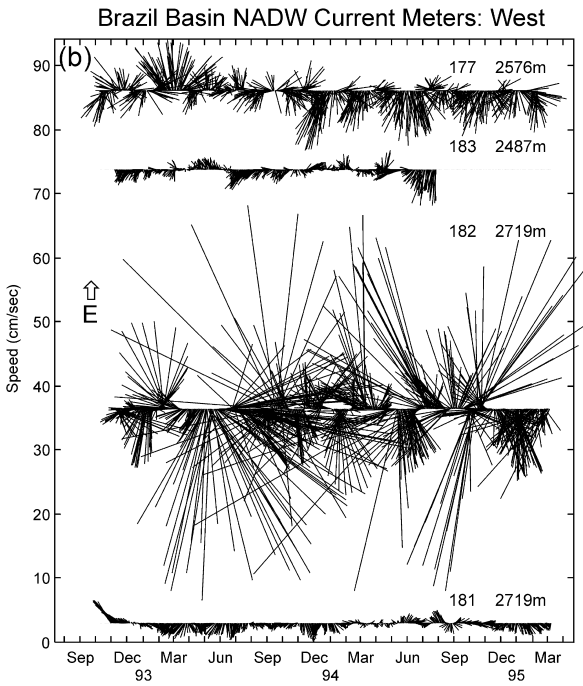 Brazil Basin NADW Current Meters: West
(b)
90
177 2576m
80
183 2487m
70
182 2719m
60
E
50
Speed (cm/sec)
40
30
20
10
181 2719m
0
Sep Dec Mar Jun Sep Dec Mar Jun Sep Dec Mar
93 94 95